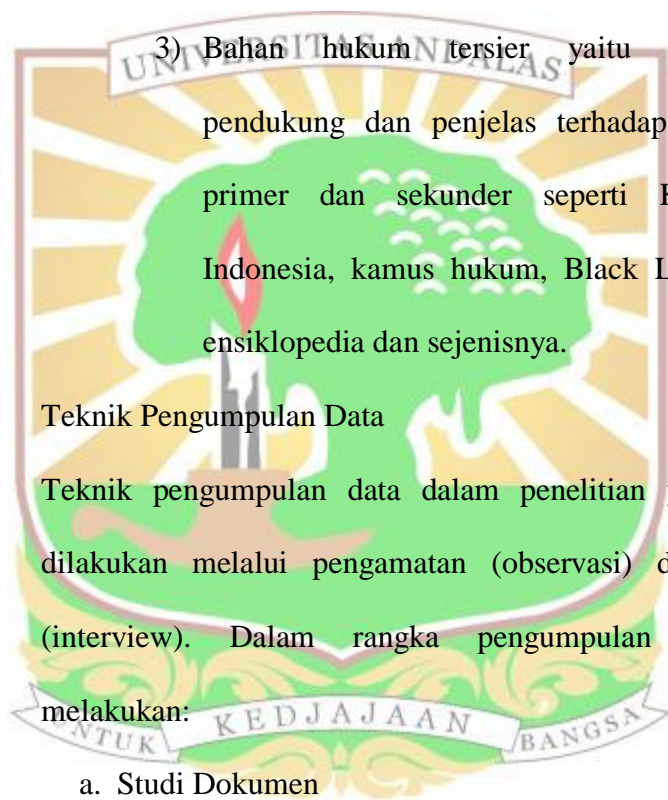 UNIVERSITAS ANDALAS
3) Bahan hukum tersier yaitu
pendukung dan penjelas terhadap
primer dan sekunder seperti
Indonesia, kamus hukum, Black
ensiklopedia dan sejenisnya.
Teknik Pengumpulan Data
Teknik pengumpulan data dalam penelitian
dilakukan melalui pengamatan (observasi)
(interview). Dalam rangka pengumpulan
melakukan:
UNTUK KEDJAJAAN BANGSA
a. Studi Dokumen